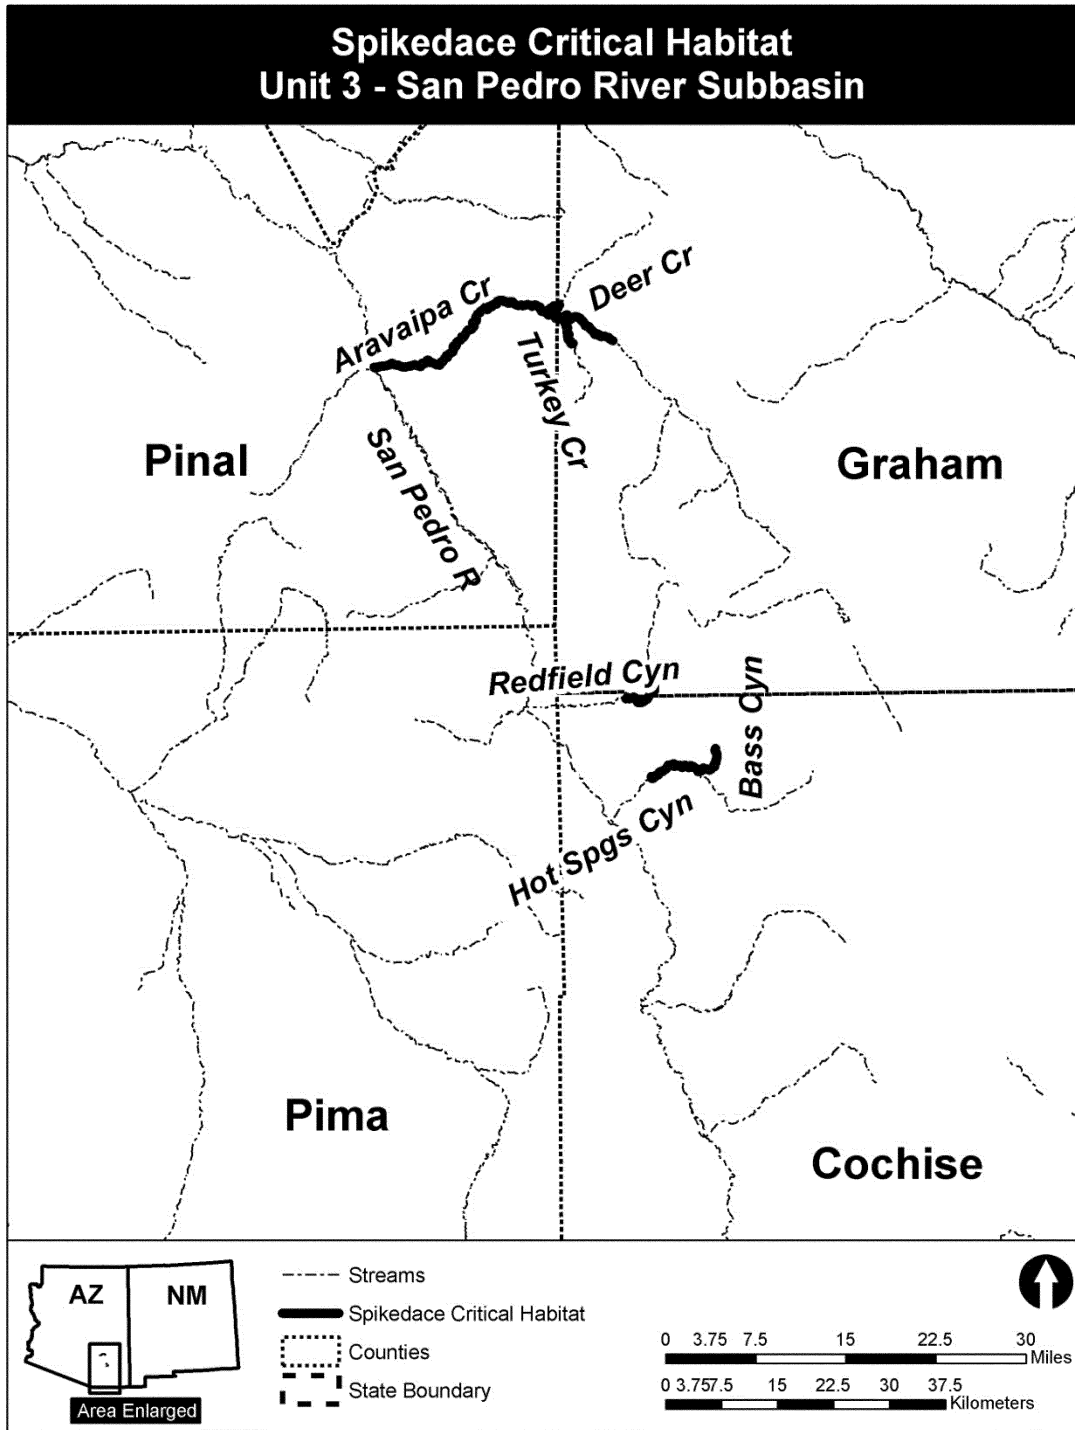 Spikedace Critical Habitat
Unit 3 - San Pedro River Subbasin
Aravaipa Cr
Deer Cr
Turkey Cr
San Pedro R
Pinal
Graham
Redfield Cyn
Bass Cyn
Hot Spgs Cyn
Pima
Cochise
AZ
NM
Area Enlarged
Streams
Spikedace Critical Habitat
Counties
State Boundary
0 3.75 7.5 15 22.5 30
Miles
0 3.757.5 15 22.5 30 37.5
Kilometers